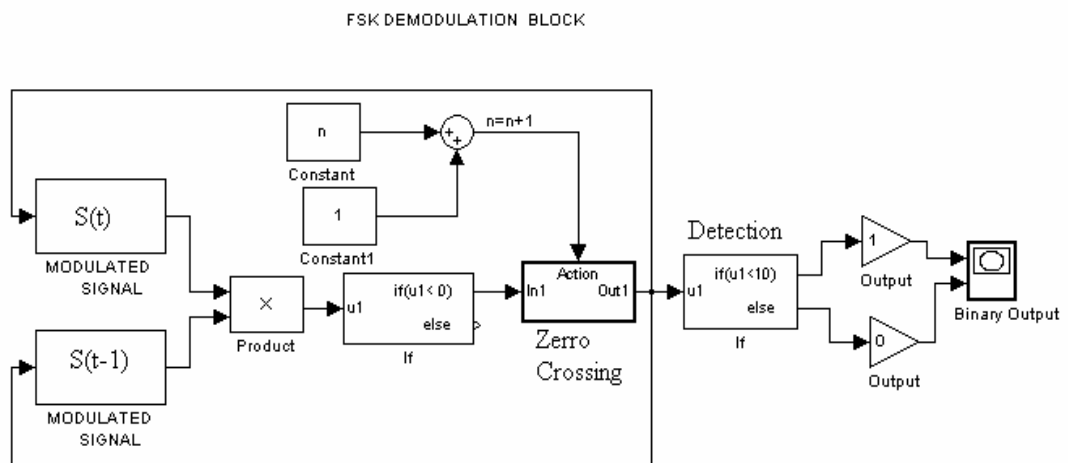 FSK DEMODULATION BLOCK
n
Constant
n=n+1
1
Constant1
S(t)
MODULATED
SIGNAL
S(t-1)
MODULATED
SIGNAL
×
Product
u1
if(u1< 0)
else
If
Action
In1
Out1
Zerro
Crossing
Detection
u1
if(u1<10)
else
If
1
Output
0
Output
Binary Output